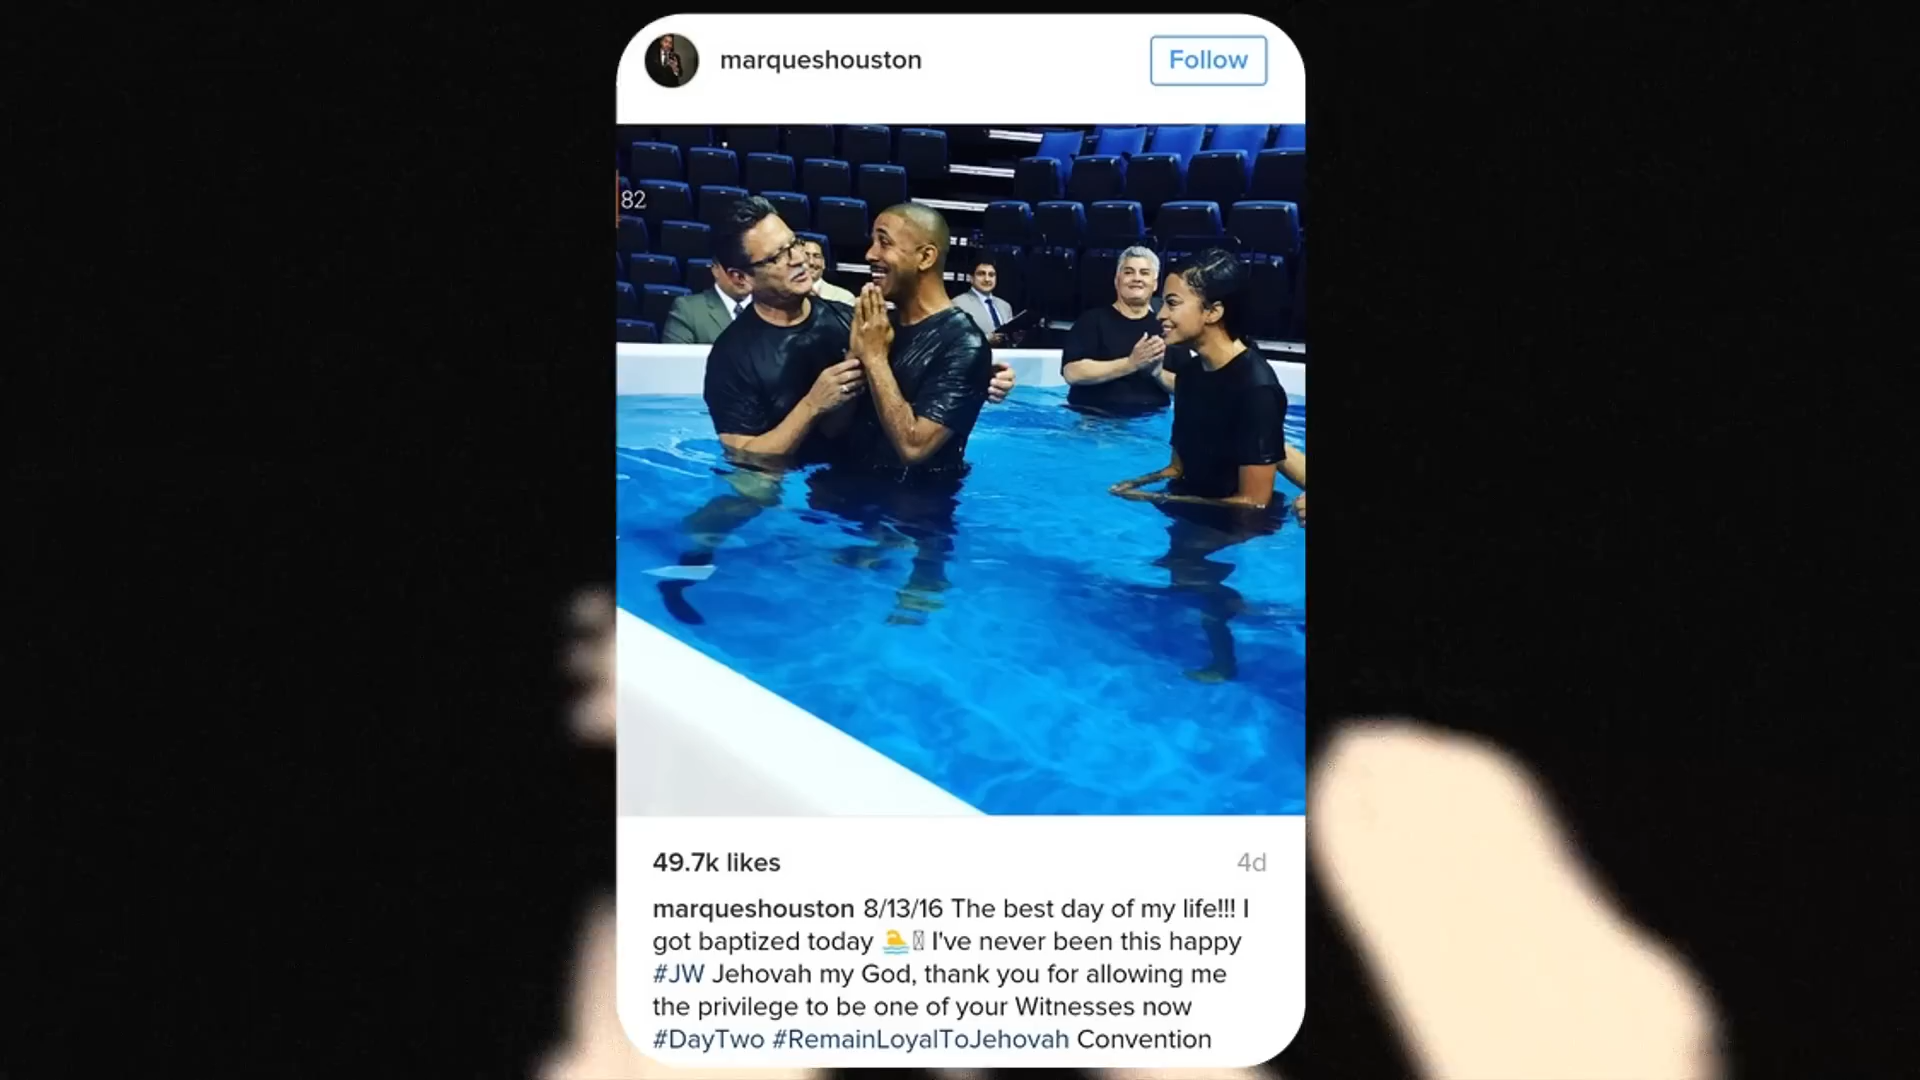 marqueshouston
Follow
82
49.7k likes
4d
marqueshouston 8/13/16 The best day of my life!!! I
got baptized today 🏊 I've never been this happy
#JW Jehovah my God, thank you for allowing me
the privilege to be one of your Witnesses now
#DayTwo #RemainLoyalToJehovah Convention